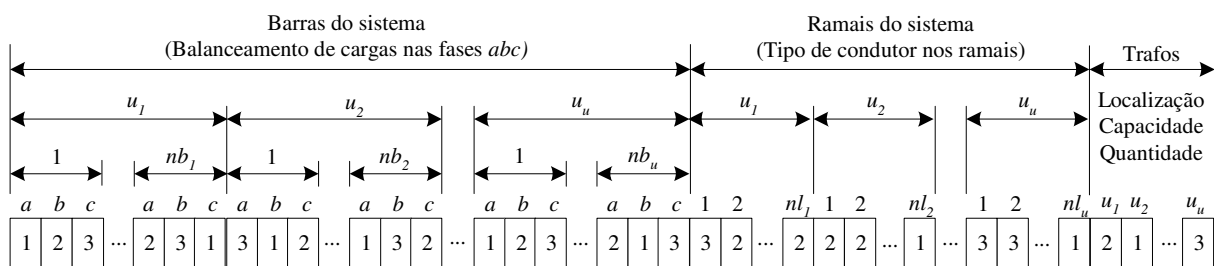 Barras do sistema
(Balanceamento de cargas nas fases abc)
Ramais do sistema
(Tipo de condutor nos ramais)
Trafos
u1 u2 uu u1 u2 uu
Localização
Capacidade
Quantidade
1 nb1 1 nb2 1 nbu
a b c a b c a b c a b c a b c a b c 1 2 nl1 1 2 nl2 1 2 nlu u1 u2 uu
1 2 3 ... 2 3 1 3 1 2 ... 1 3 2 ... 1 2 3 ... 2 1 3 3 2 ... 2 2 2 ... 1 ... 3 3 ... 1 2 1 ... 3